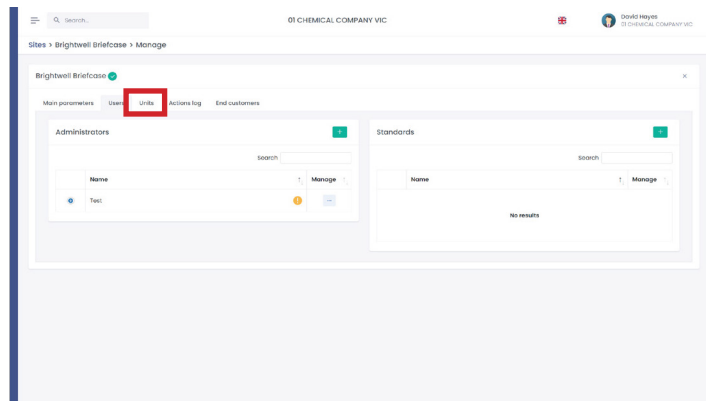 Search..
01 CHEMICAL COMPANY VIC
David Hayes
01 CHEMICAL COMPANY VIC
Sites > Brightwell Briefcase > Manage
Brightwell Briefcase
×
Main parameters Users Units Actions log End customers
Administrators
+
Search
Name Manage
Test
!
...
Standards
+
Search
Name Manage
No results